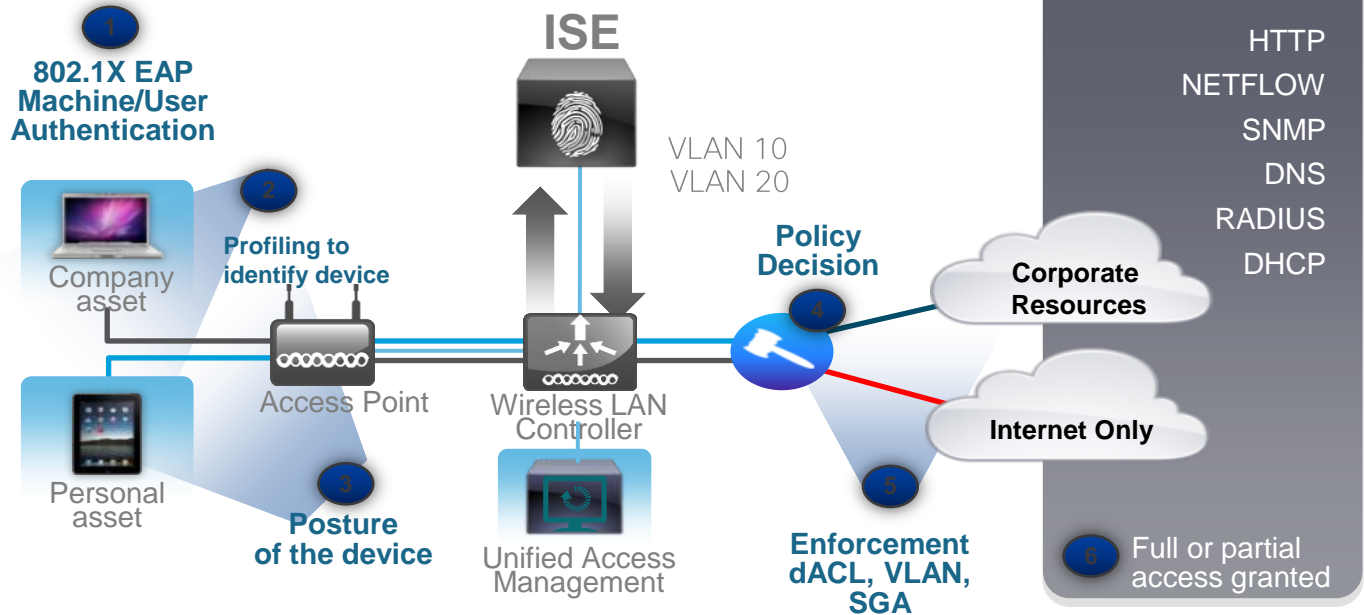 1
802.1X EAP
Machine/User
Authentication
ISE
VLAN 10
VLAN 20
2
Profiling to
identify device
Company
asset
Personal
asset
Access Point
3
Posture
of the device
Wireless LAN
Controller
Unified Access
Management
Policy
Decision
4
Corporate
Resources
Internet Only
5
Enforcement
dACL, VLAN,
SGA
HTTP
NETFLOW
SNMP
DNS
RADIUS
DHCP
6
Full or partial
access granted